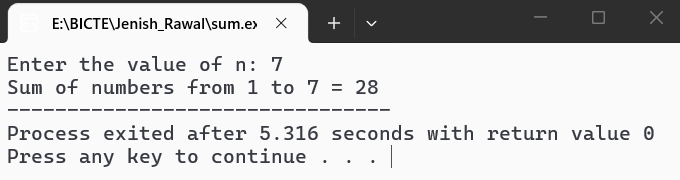 E:\BICTE\Jenish_Rawal\sum.ex
Enter the value of n: 7
Sum of numbers from 1 to 7 = 28
--------------------------------
Process exited after 5.316 seconds with return value 0
Press any key to continue . . .